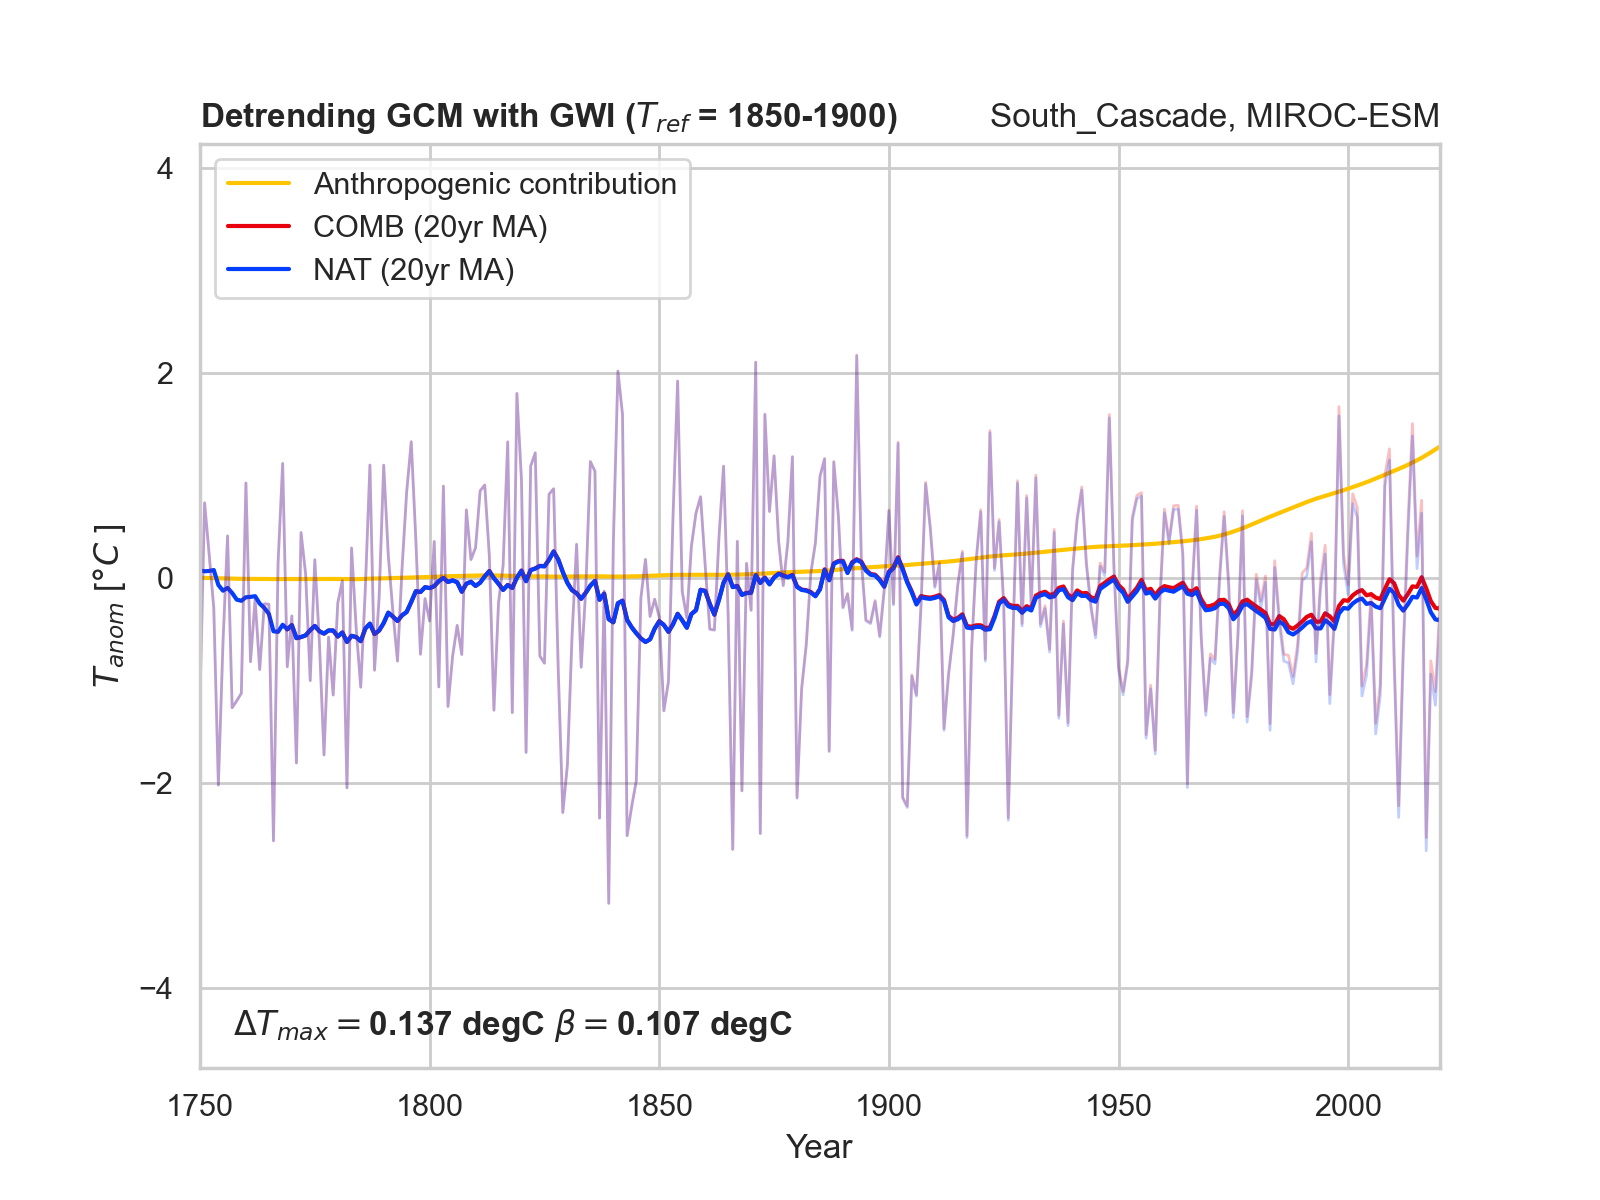 Detrending GCM with GWI (T_ref = 1850-1900)
South_Cascade, MIROC-ESM
Anthropogenic contribution
COMB (20yr MA)
NAT (20yr MA)
4
2
0
−2
−4
T_anom [°C ]
ΔT_max = 0.137 degC β = 0.107 degC
1750 1800 1850 1900 1950 2000
Year